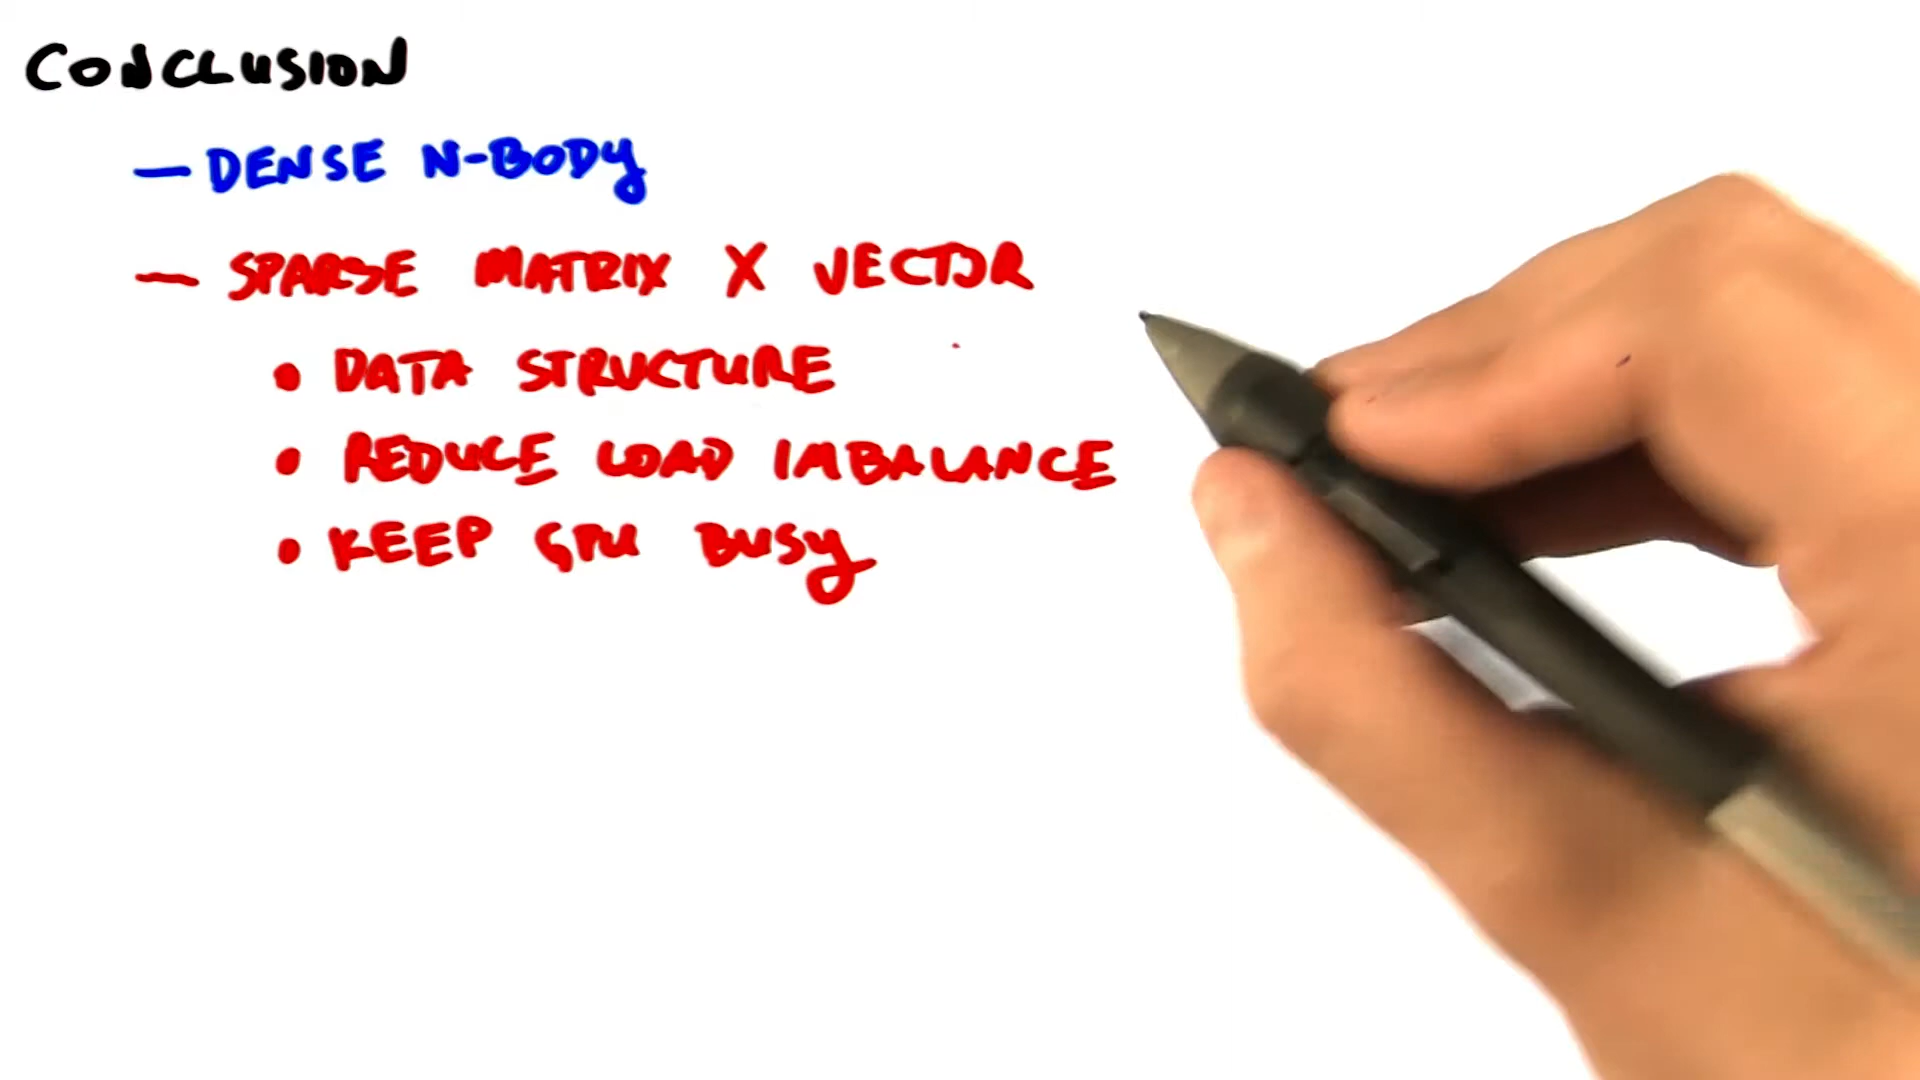 CONCLUSION
— DENSE N-BODY
— SPARSE MATRIX X VECTOR
• DATA STRUCTURE
• REDUCE LOAD IMBALANCE
• KEEP GPU BUSY